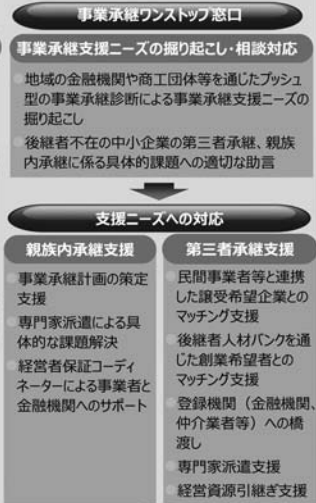 事業承継ワンストップ窓口
事業承継支援ニーズの掘り起こし・相談対応
地域の金融機関や商工団体等を通じたプッシュ
型の事業承継診断による事業承継支援ニーズの
掘り起こし
後継者不在の中小企業の第三者承継、親族
内承継に係る具体的課題への適切な助言
支援ニーズへの対応
親族内承継支援
事業承継計画の策定
支援
専門家派遣による具
体的な課題解決
経営者保証コーディ
ネーターによる事業者と
金融機関へのサポート
第三者承継支援
民間事業者等と連携
した譲受希望企業との
マッチング支援
後継者人材バンクを通
じた創業希望者との
マッチング支援
登録機関（金融機関、
仲介業者等）への橋
渡し
専門家派遣支援
経営資源引継ぎ支援